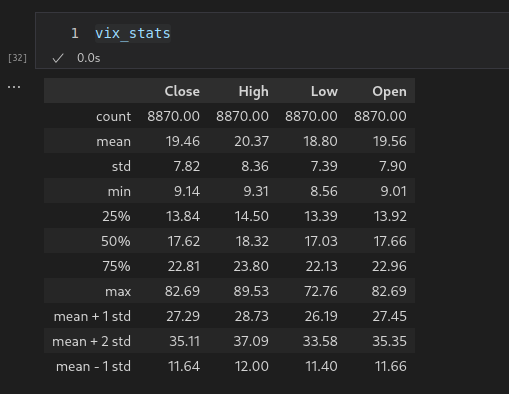 1 vix_stats
[32] ✓ 0.0s
...
Close High Low Open
count 8870.00 8870.00 8870.00 8870.00
mean 19.46 20.37 18.80 19.56
std 7.82 8.36 7.39 7.90
min 9.14 9.31 8.56 9.01
25% 13.84 14.50 13.39 13.92
50% 17.62 18.32 17.03 17.66
75% 22.81 23.80 22.13 22.96
max 82.69 89.53 72.76 82.69
mean + 1 std 27.29 28.73 26.19 27.45
mean + 2 std 35.11 37.09 33.58 35.35
mean - 1 std 11.64 12.00 11.40 11.66